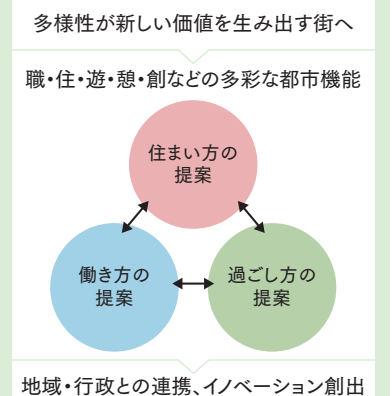 多様性が新しい価値を生み出す街へ
職・住・遊・憩・創などの多彩な都市機能
住まい方の
提案
働き方の
提案
過ごし方の
提案
地域・行政との連携、イノベーション創出